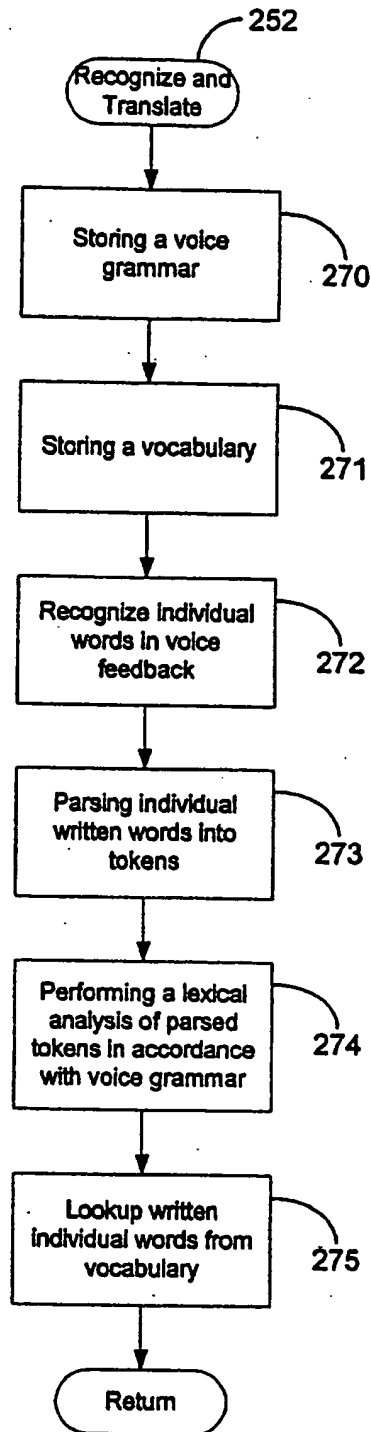 252
Recognize and
Translate
Storing a voice
grammar
270
Storing a vocabulary
271
Recognize individual
words in voice
feedback
272
Parsing individual
written words into
tokens
273
Performing a lexical
analysis of parsed
tokens in accordance
with voice grammar
274
Lookup written
individual words from
vocabulary
275
Return